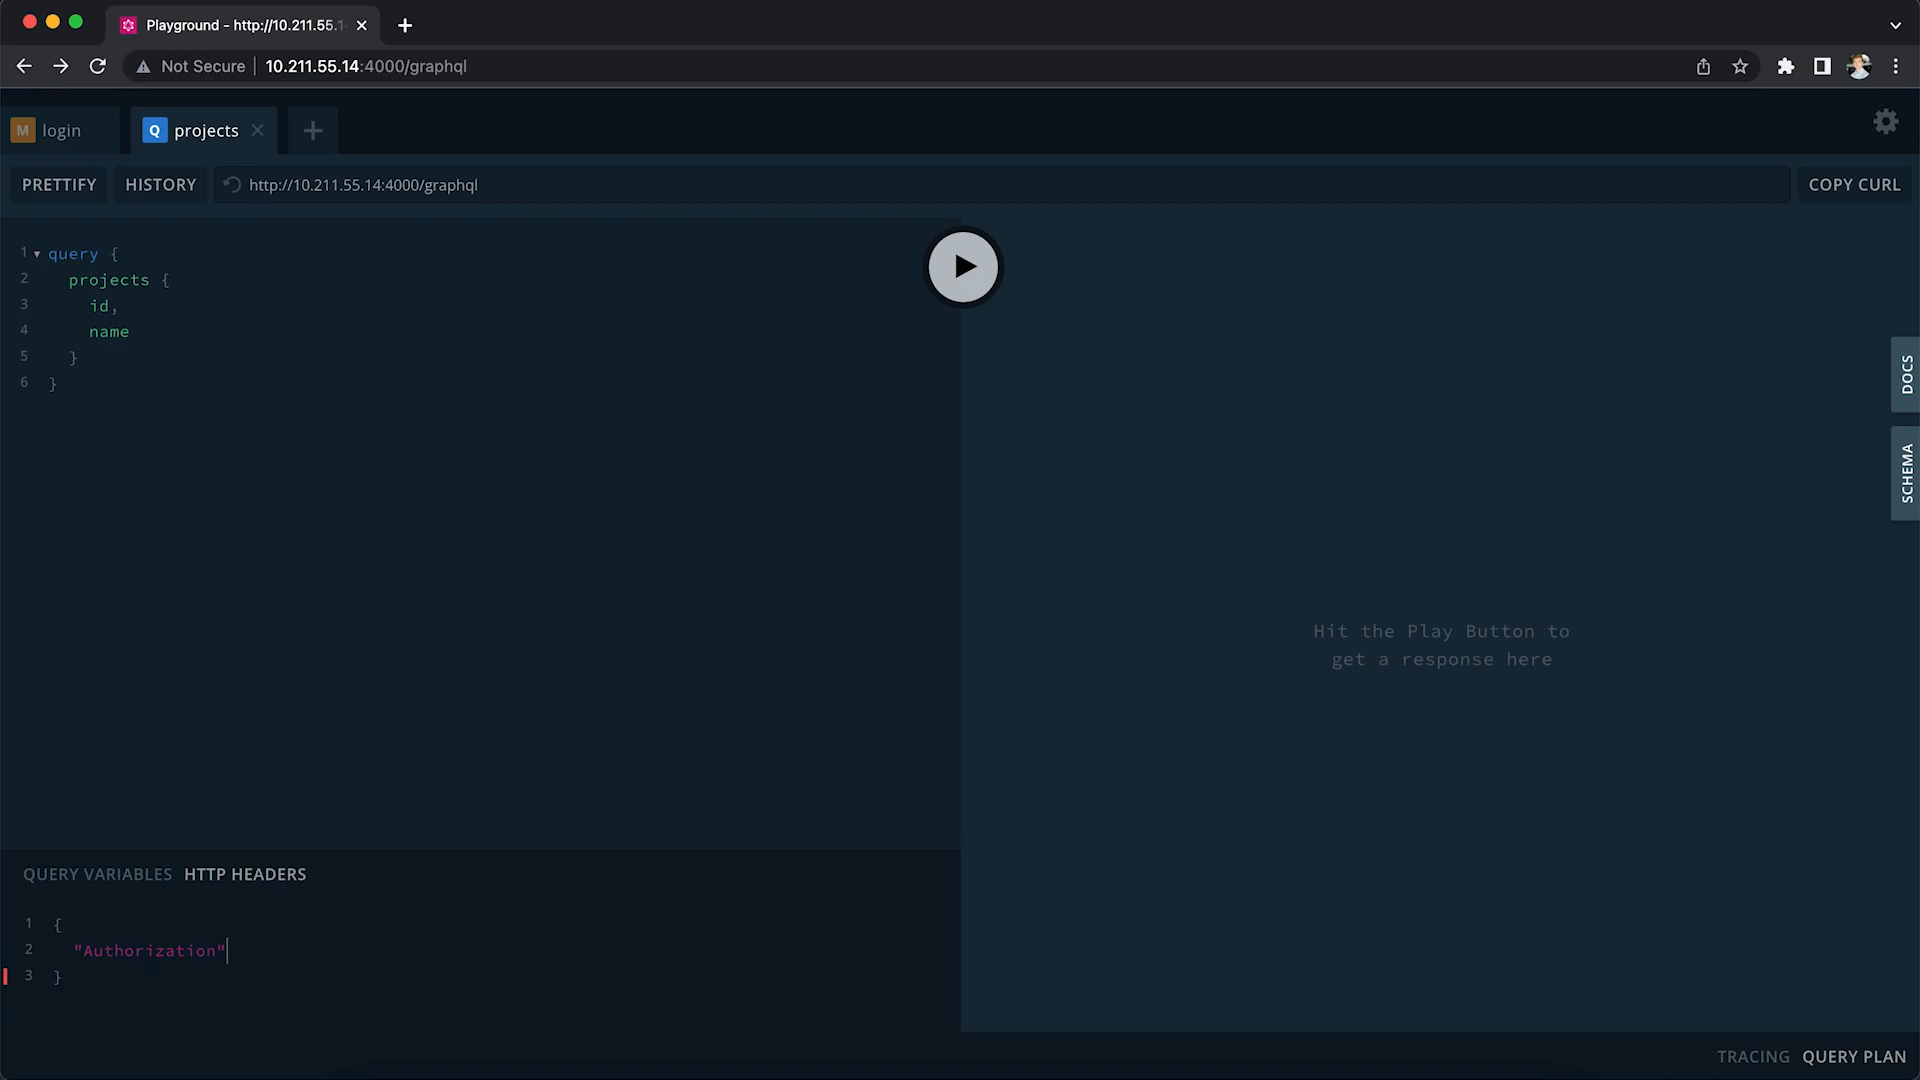 Playground - http://10.211.55.1
Not Secure
10.211.55.14:4000/graphql
M login
Q projects
PRETTIFY
HISTORY
http://10.211.55.14:4000/graphql
COPY CURL
1 query {
2 projects {
3 id,
4 name
5 }
6 }
DOCS
SCHEMA
Hit the Play Button to
get a response here
QUERY VARIABLES HTTP HEADERS
1 {
2 "Authorization"
3 }
TRACING QUERY PLAN